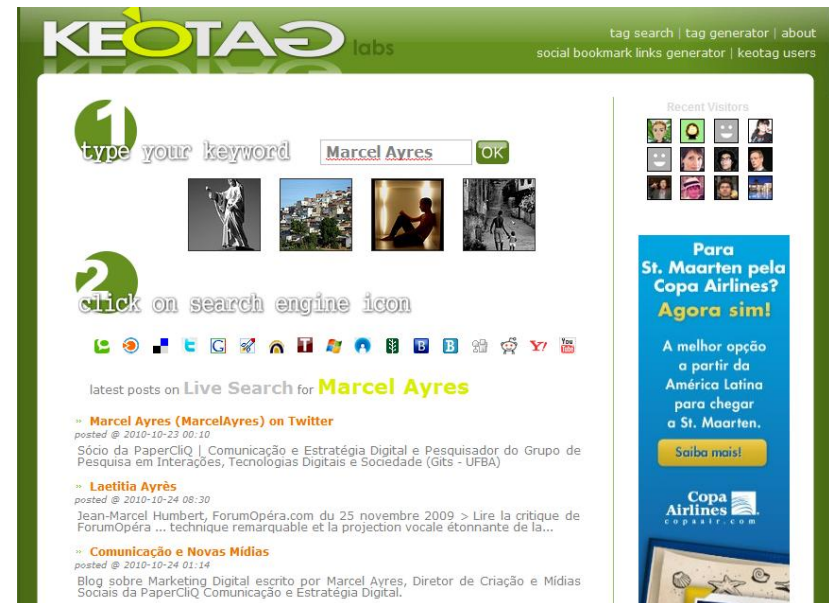 KEOTAG labs
tag search | tag generator | about
social bookmark links generator | keotag users
1
type your keyword
Marcel Ayres
OK
2
click on search engine icon
You
Tube
latest posts on Live Search for Marcel Ayres
» Marcel Ayres (MarcelAyres) on Twitter
posted @ 2010-10-23 00:10
Sócio da PaperCliQ | Comunicação e Estratégia Digital e Pesquisador do Grupo de
Pesquisa em Interações, Tecnologias Digitais e Sociedade (Gits - UFBA)
» Laetitia Ayrès
posted @ 2010-10-24 08:30
Jean-Marcel Humbert, ForumOpéra.com du 25 novembre 2009 > Lire la critique de
ForumOpéra ... technique remarquable et la projection vocale étonnante de la...
» Comunicação e Novas Mídias
posted @ 2010-10-24 01:14
Blog sobre Marketing Digital escrito por Marcel Ayres, Diretor de Criação e Mídias
Sociais da PaperCliQ Comunicação e Estratégia Digital.
Recent Visitors
Para
St. Maarten pela
Copa Airlines?
Agora sim!
A melhor opção
a partir da
América Latina
para chegar
a St. Maarten.
Saiba mais!
Copa
Airlines
copaair.com